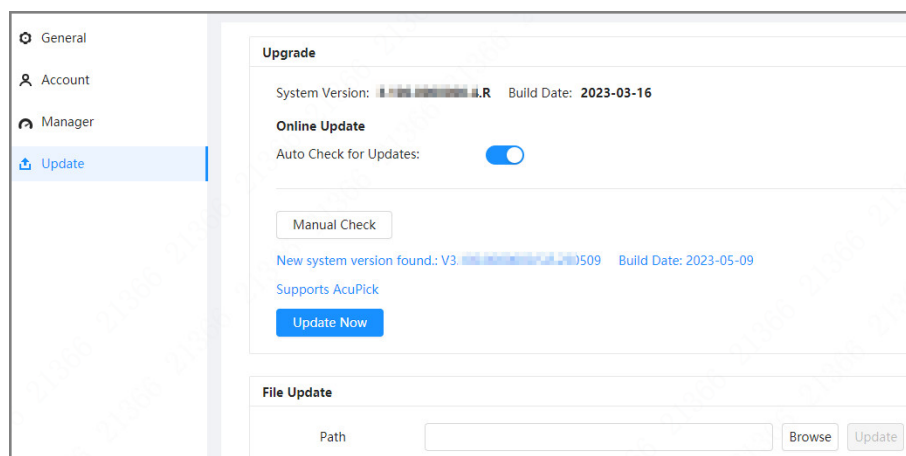 General
Account
Manager
Update
Upgrade
System Version: .R Build Date: 2023-03-16
Online Update
Auto Check for Updates:
Manual Check
New system version found.: V3. 0509 Build Date: 2023-05-09
Supports AcuPick
Update Now
File Update
Path Browse Update